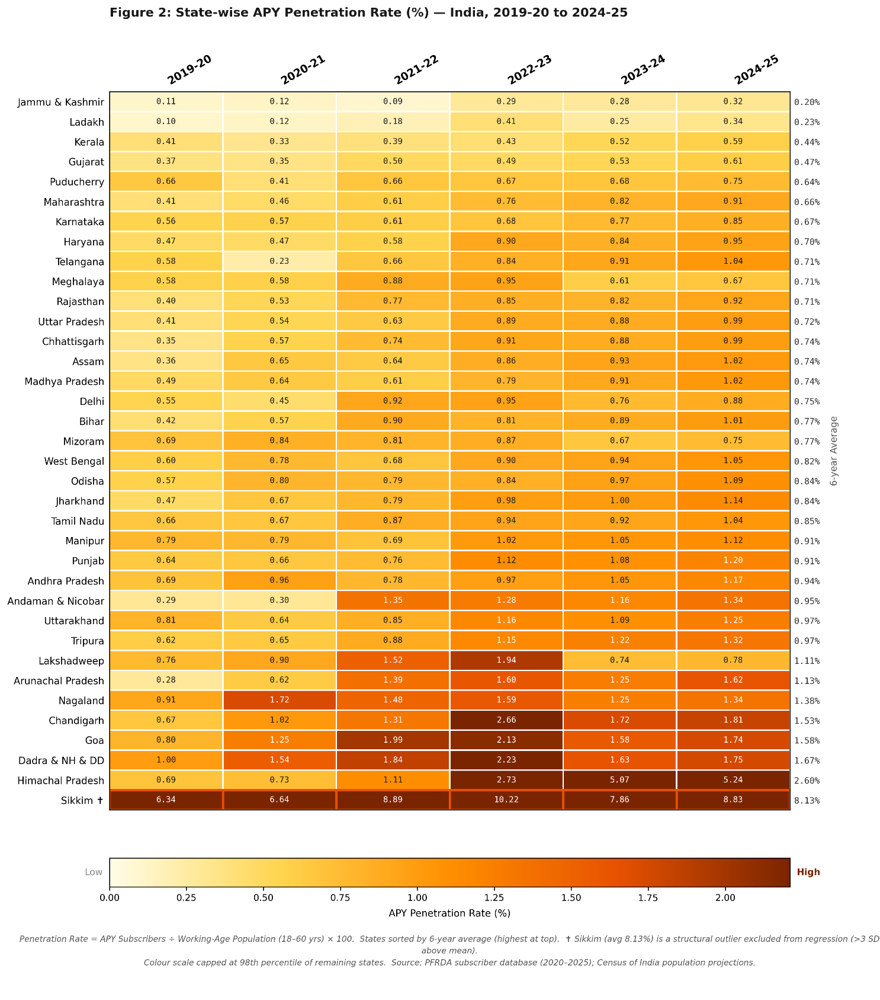 Figure 2: State-wise APY Penetration Rate (%) — India, 2019-20 to 2024-25
2019-20 2020-21 2021-22 2022-23 2023-24 2024-25
Jammu & Kashmir 0.11 0.12 0.09 0.29 0.28 0.32 0.20%
Ladakh 0.10 0.12 0.18 0.41 0.25 0.34 0.23%
Kerala 0.41 0.33 0.39 0.43 0.52 0.59 0.44%
Gujarat 0.37 0.35 0.50 0.49 0.53 0.61 0.47%
Puducherry 0.66 0.41 0.66 0.67 0.68 0.75 0.64%
Maharashtra 0.41 0.46 0.61 0.76 0.82 0.91 0.66%
Karnataka 0.56 0.57 0.61 0.68 0.77 0.85 0.67%
Haryana 0.47 0.47 0.58 0.90 0.84 0.95 0.70%
Telangana 0.58 0.23 0.66 0.84 0.91 1.04 0.71%
Meghalaya 0.58 0.58 0.88 0.95 0.61 0.67 0.71%
Rajasthan 0.40 0.53 0.77 0.85 0.82 0.92 0.71%
Uttar Pradesh 0.41 0.54 0.63 0.89 0.88 0.99 0.72%
Chhattisgarh 0.35 0.57 0.74 0.91 0.88 0.99 0.74%
Assam 0.36 0.65 0.64 0.86 0.93 1.02 0.74%
Madhya Pradesh 0.49 0.64 0.61 0.79 0.91 1.02 0.74%
Delhi 0.55 0.45 0.92 0.95 0.76 0.88 0.75%
Bihar 0.42 0.57 0.90 0.81 0.89 1.01 0.77%
Mizoram 0.69 0.84 0.81 0.87 0.67 0.75 0.77%
West Bengal 0.60 0.78 0.68 0.90 0.94 1.05 0.82%
Odisha 0.57 0.80 0.79 0.84 0.97 1.09 0.84%
Jharkhand 0.47 0.67 0.79 0.98 1.00 1.14 0.84%
Tamil Nadu 0.66 0.67 0.87 0.94 0.92 1.04 0.85%
Manipur 0.79 0.79 0.69 1.02 1.05 1.12 0.91%
Punjab 0.64 0.66 0.76 1.12 1.08 1.20 0.91%
Andhra Pradesh 0.69 0.96 0.78 0.97 1.05 1.17 0.94%
Andaman & Nicobar 0.29 0.30 1.35 1.28 1.16 1.34 0.95%
Uttarakhand 0.81 0.64 0.85 1.16 1.09 1.25 0.97%
Tripura 0.62 0.65 0.88 1.15 1.22 1.32 0.97%
Lakshadweep 0.76 0.90 1.52 1.94 0.74 0.78 1.11%
Arunachal Pradesh 0.28 0.62 1.39 1.60 1.25 1.62 1.13%
Nagaland 0.91 1.72 1.48 1.59 1.25 1.34 1.38%
Chandigarh 0.67 1.02 1.31 2.66 1.72 1.81 1.53%
Goa 0.80 1.25 1.99 2.13 1.58 1.74 1.58%
Dadra & NH & DD 1.00 1.54 1.84 2.23 1.63 1.75 1.67%
Himachal Pradesh 0.69 0.73 1.11 2.73 5.07 5.24 2.60%
Sikkim ✝ 6.34 6.64 8.89 10.22 7.86 8.83 8.13%
6-year Average
Low High
0.00 0.25 0.50 0.75 1.00 1.25 1.50 1.75 2.00
APY Penetration Rate (%)
Penetration Rate = APY Subscribers ÷ Working-Age Population (18–60 yrs) × 100. States sorted by 6-year average (highest at top). ✝ Sikkim (avg 8.13%) is a structural outlier excluded from regression (>3 SD
above mean).
Colour scale capped at 98th percentile of remaining states. Source: PFRDA subscriber database (2020–2025); Census of India population projections.